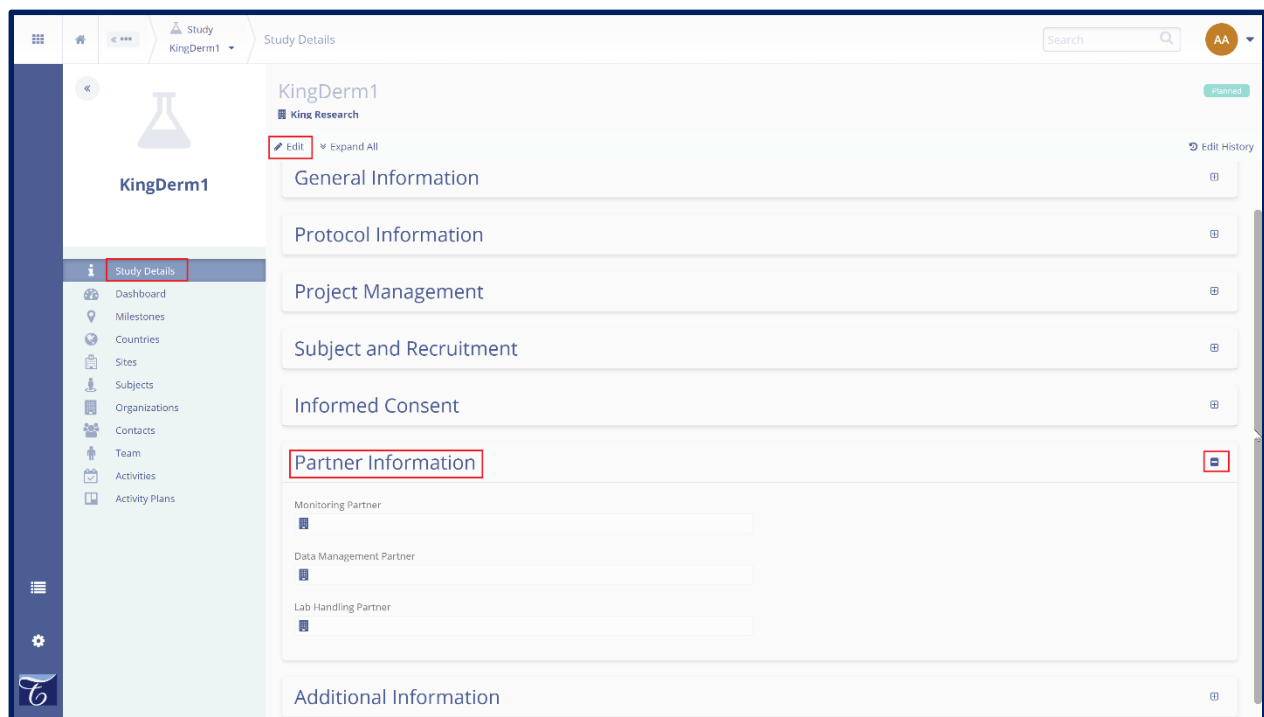 « •••
Study
KingDerm1
Study Details
Search
AA
«
KingDerm1
KingDerm1
King Research
Planned
Edit
Expand All
Edit History
i Study Details
Dashboard
Milestones
Countries
Sites
Subjects
Organizations
Contacts
Team
Activities
Activity Plans
General Information
Protocol Information
Project Management
Subject and Recruitment
Informed Consent
Partner Information
Monitoring Partner
Data Management Partner
Lab Handling Partner
Additional Information